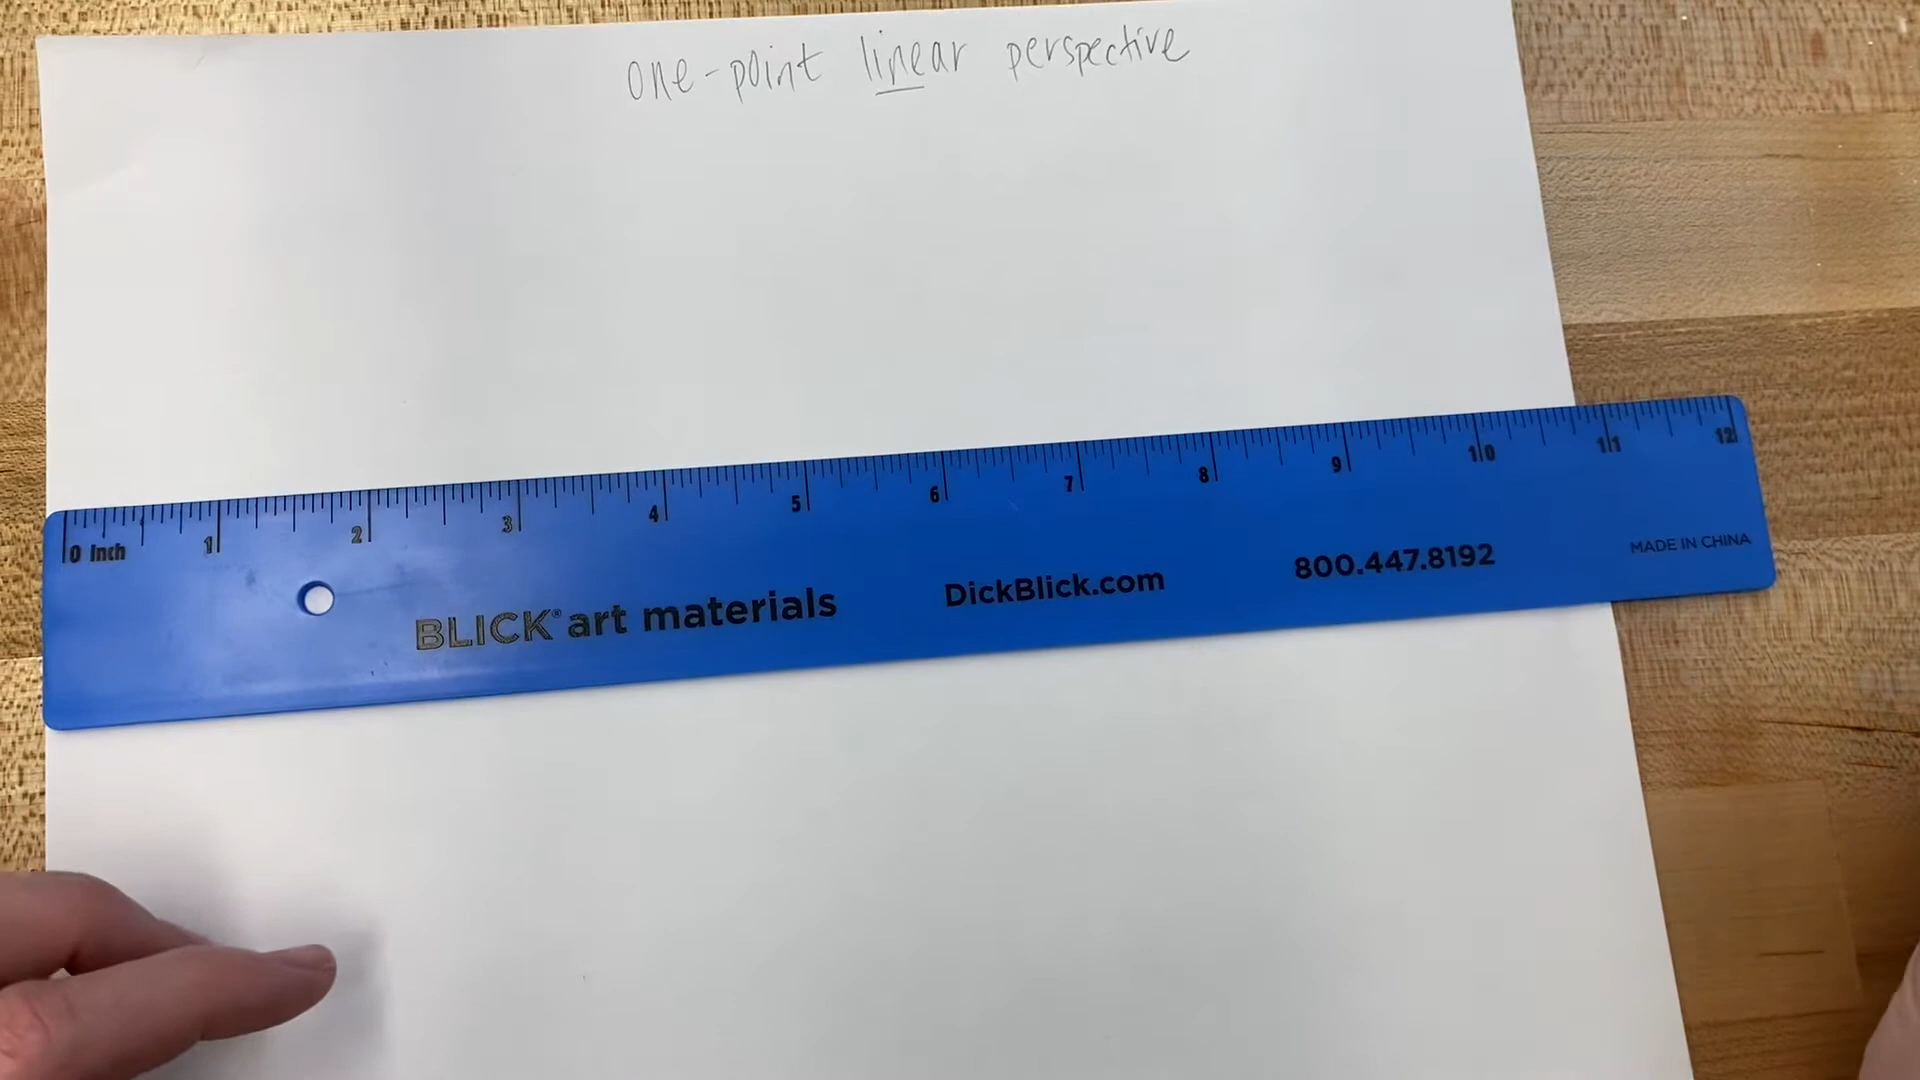 one-point linear perspective
0 inch 1 2 3 4 5 6 7 8 9 10 11 12
BLICK® art materials DickBlick.com 800.447.8192 MADE IN CHINA